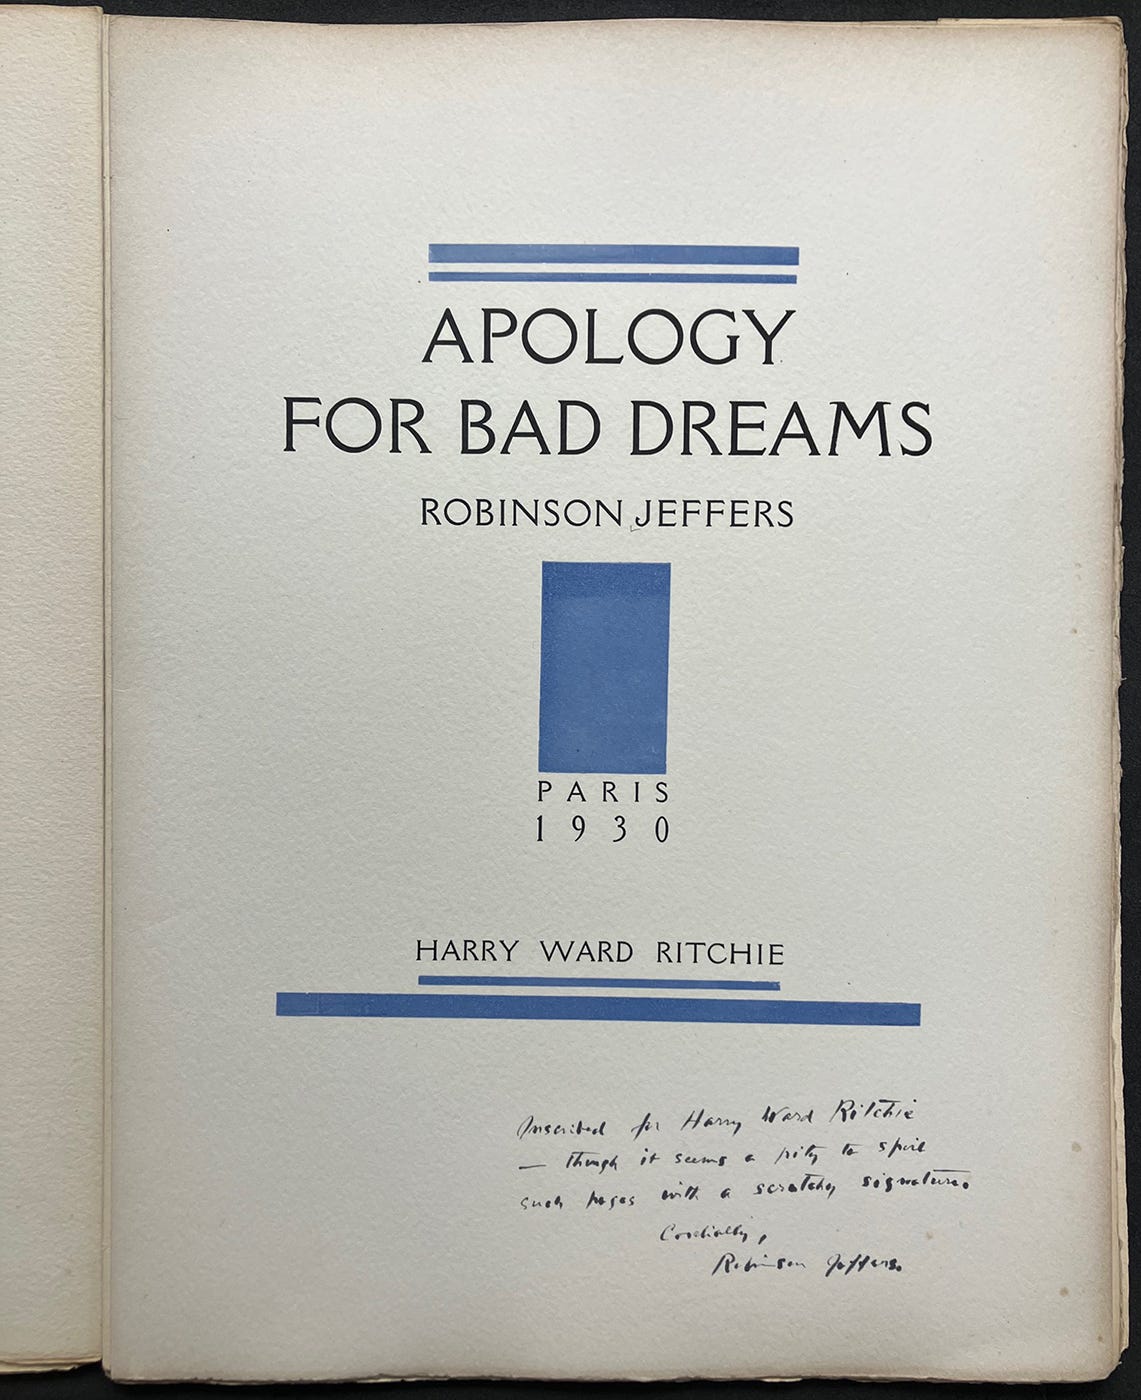 APOLOGY
FOR BAD DREAMS
ROBINSON JEFFERS
PARIS
1930
HARRY WARD RITCHIE
Inscribed for Harry Ward Ritchie
— though it seems a pity to spoil
such pages with a scratchy signature.
Cordially,
Robinson Jeffers.